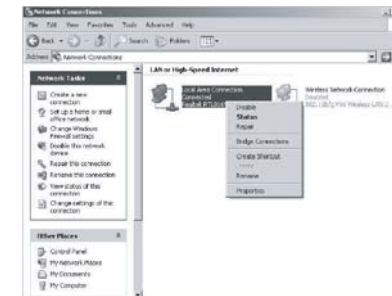 Network Connections
File Edit View Favorites Tools Advanced Help
Back Search Folders
Address Network Connections
Network Tasks
Create a new connection
Set up a home or small office network
Change Windows Firewall settings
Disable this network device
Repair this connection
Rename this connection
View status of this connection
Change settings of this connection
Other Places
Control Panel
My Network Places
My Documents
My Computer
LAN or High-Speed Internet
Local Area Connection
Connected
Wireless Network Connection
Disabled
Disable
Status
Repair
Bridge Connections
Create Shortcut
Rename
Properties